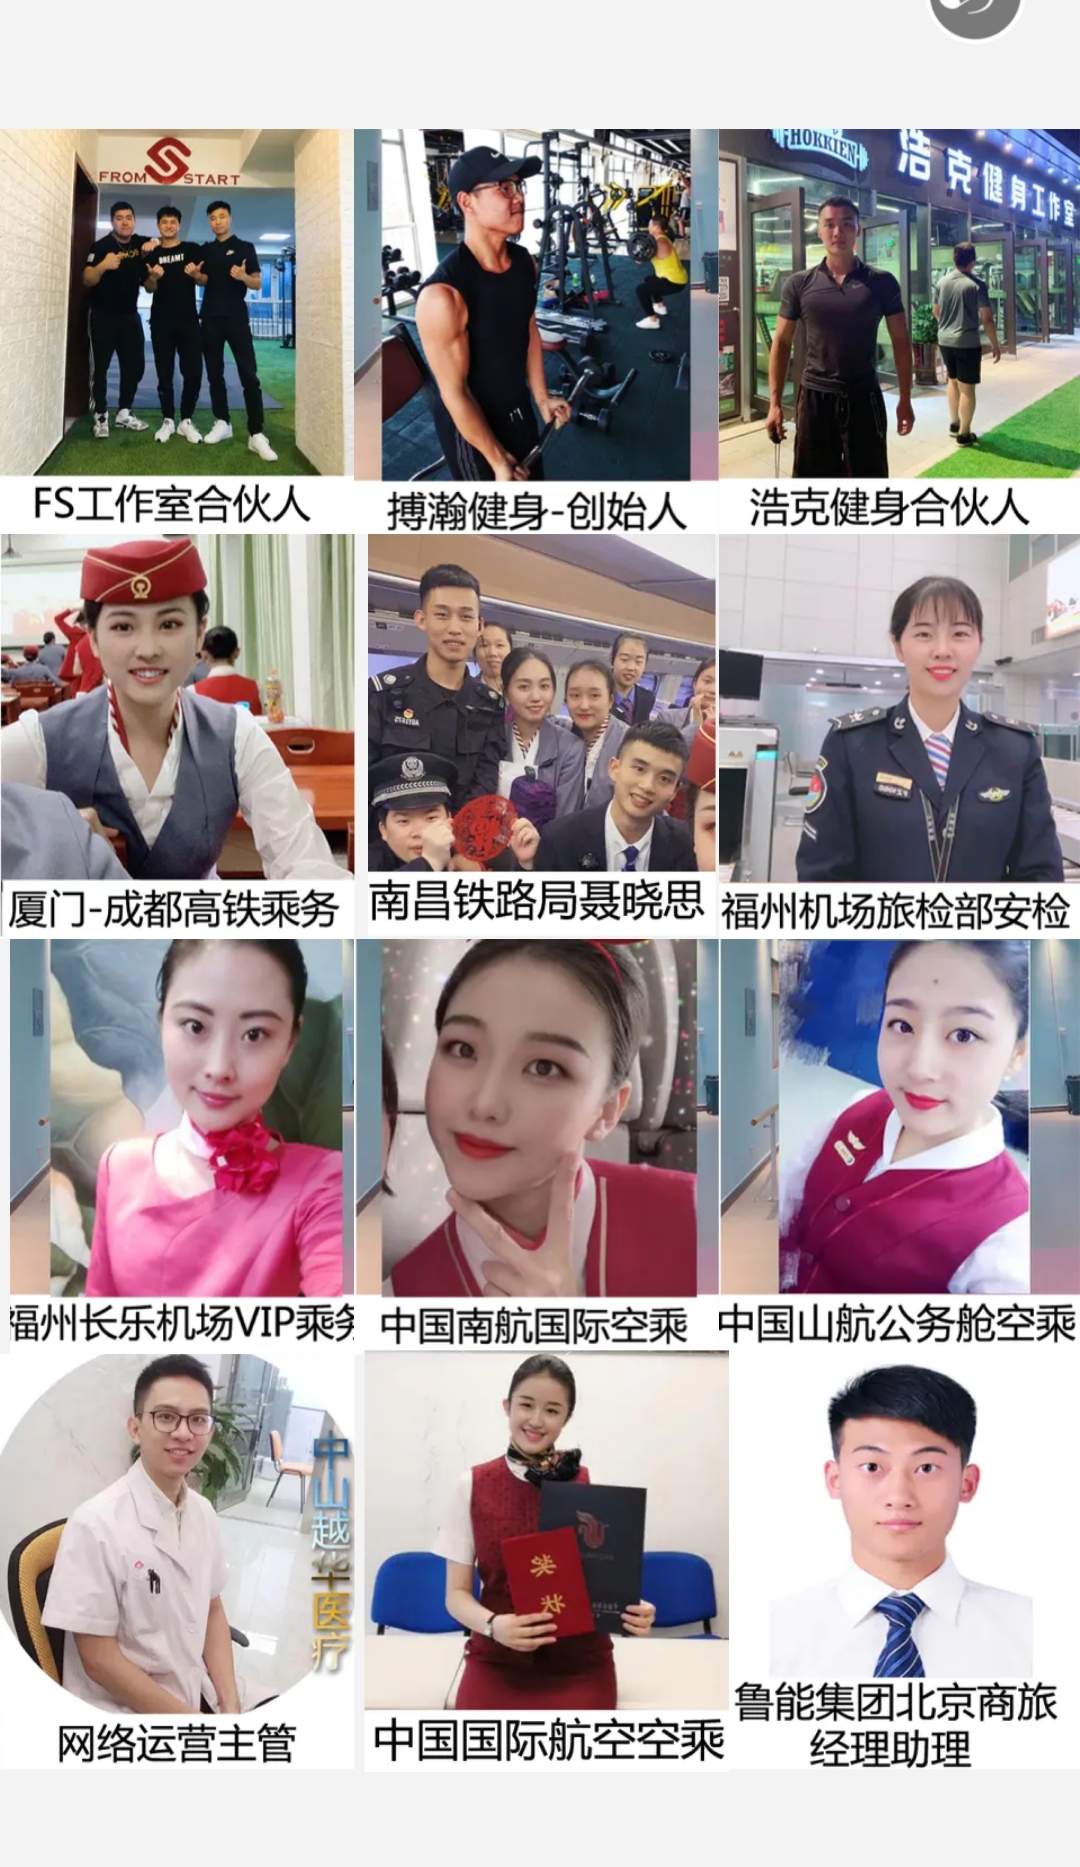 FROM START
HOKKIEN
浩克健身工作室
DREAMT
FS工作室合伙人
搏瀚健身-创始人
浩克健身合伙人
厦门-成都高铁乘务
南昌铁路局聂晓思
福州机场旅检部安检
福州长乐机场VIP乘务
中国南航国际空乘
中国山航公务舱空乘
中山越华医疗
奖状
网络运营主管
中国国际航空空乘
鲁能集团北京商旅
经理助理